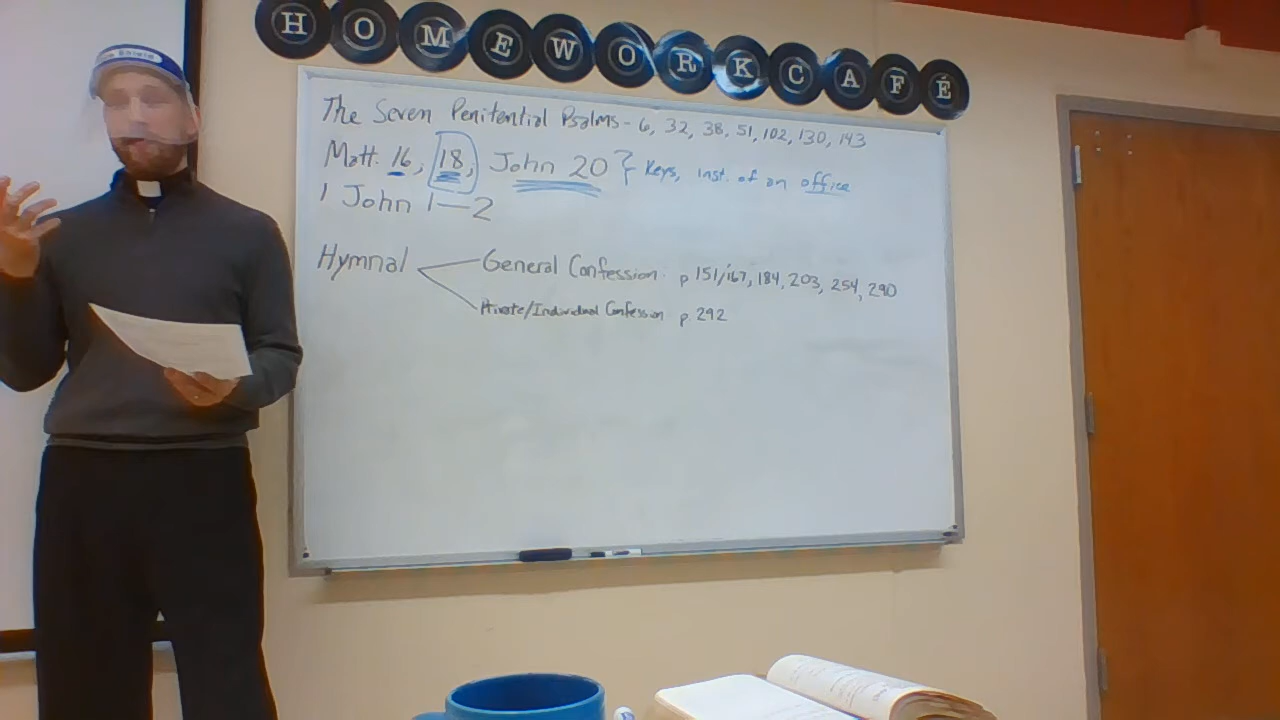 HOMEWORK CAFÉ
The Seven Penitential Psalms - 6, 32, 38, 51, 102, 130, 143
Matt. 16, 18, John 20 } Keys, inst. of an office
1 John 1-2
Hymnal
General Confession p 151/167, 184, 203, 254, 290
Private/Individual Confession p. 292